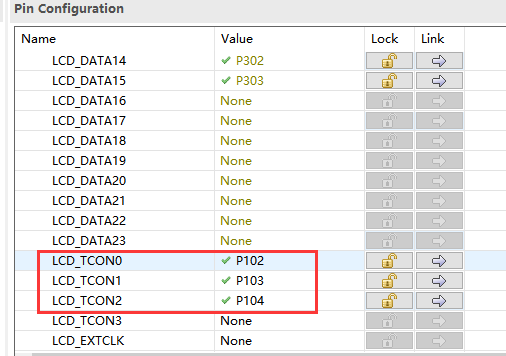 Pin Configuration
Name Value Lock Link
LCD_DATA14 P302
LCD_DATA15 P303
LCD_DATA16 None
LCD_DATA17 None
LCD_DATA18 None
LCD_DATA19 None
LCD_DATA20 None
LCD_DATA21 None
LCD_DATA22 None
LCD_DATA23 None
LCD_TCON0 P102
LCD_TCON1 P103
LCD_TCON2 P104
LCD_TCON3 None
LCD_EXTCLK None